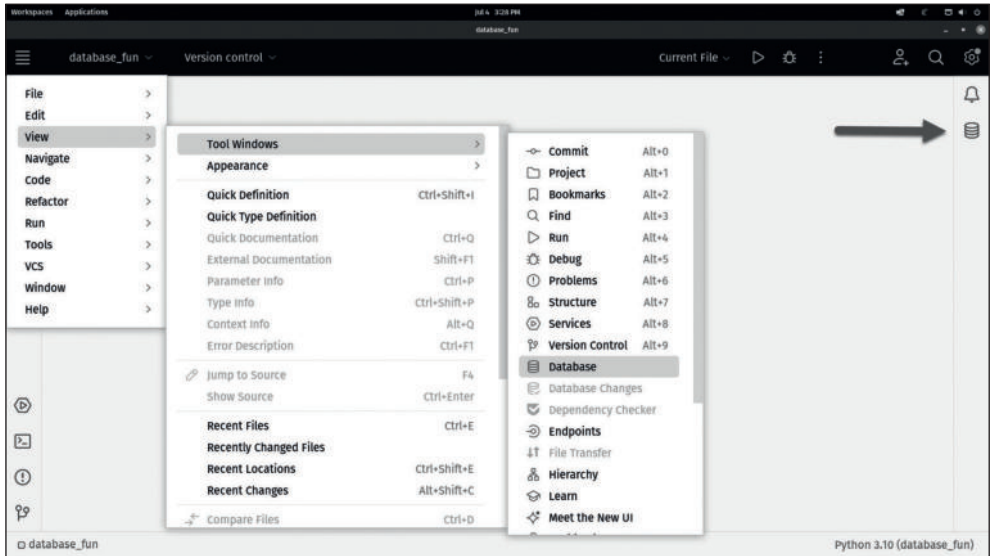 Workspaces Applications Jul 4 3:28 PM
database_fun
database_fun Version control Current File
File
Edit
View
Navigate
Code
Refactor
Run
Tools
VCS
Window
Help
Tool Windows
Appearance
Quick Definition Ctrl+Shift+I
Quick Type Definition
Quick Documentation Ctrl+Q
External Documentation Shift+F1
Parameter Info Ctrl+P
Type Info Ctrl+Shift+P
Context Info Alt+Q
Error Description Ctrl+F1
Jump to Source F4
Show Source Ctrl+Enter
Recent Files Ctrl+E
Recently Changed Files
Recent Locations Ctrl+Shift+E
Recent Changes Alt+Shift+C
Compare Files Ctrl+D
Commit Alt+0
Project Alt+1
Bookmarks Alt+2
Find Alt+3
Run Alt+4
Debug Alt+5
Problems Alt+6
Structure Alt+7
Services Alt+8
Version Control Alt+9
Database
Database Changes
Dependency Checker
Endpoints
File Transfer
Hierarchy
Learn
Meet the New UI
database_fun Python 3.10 (database_fun)